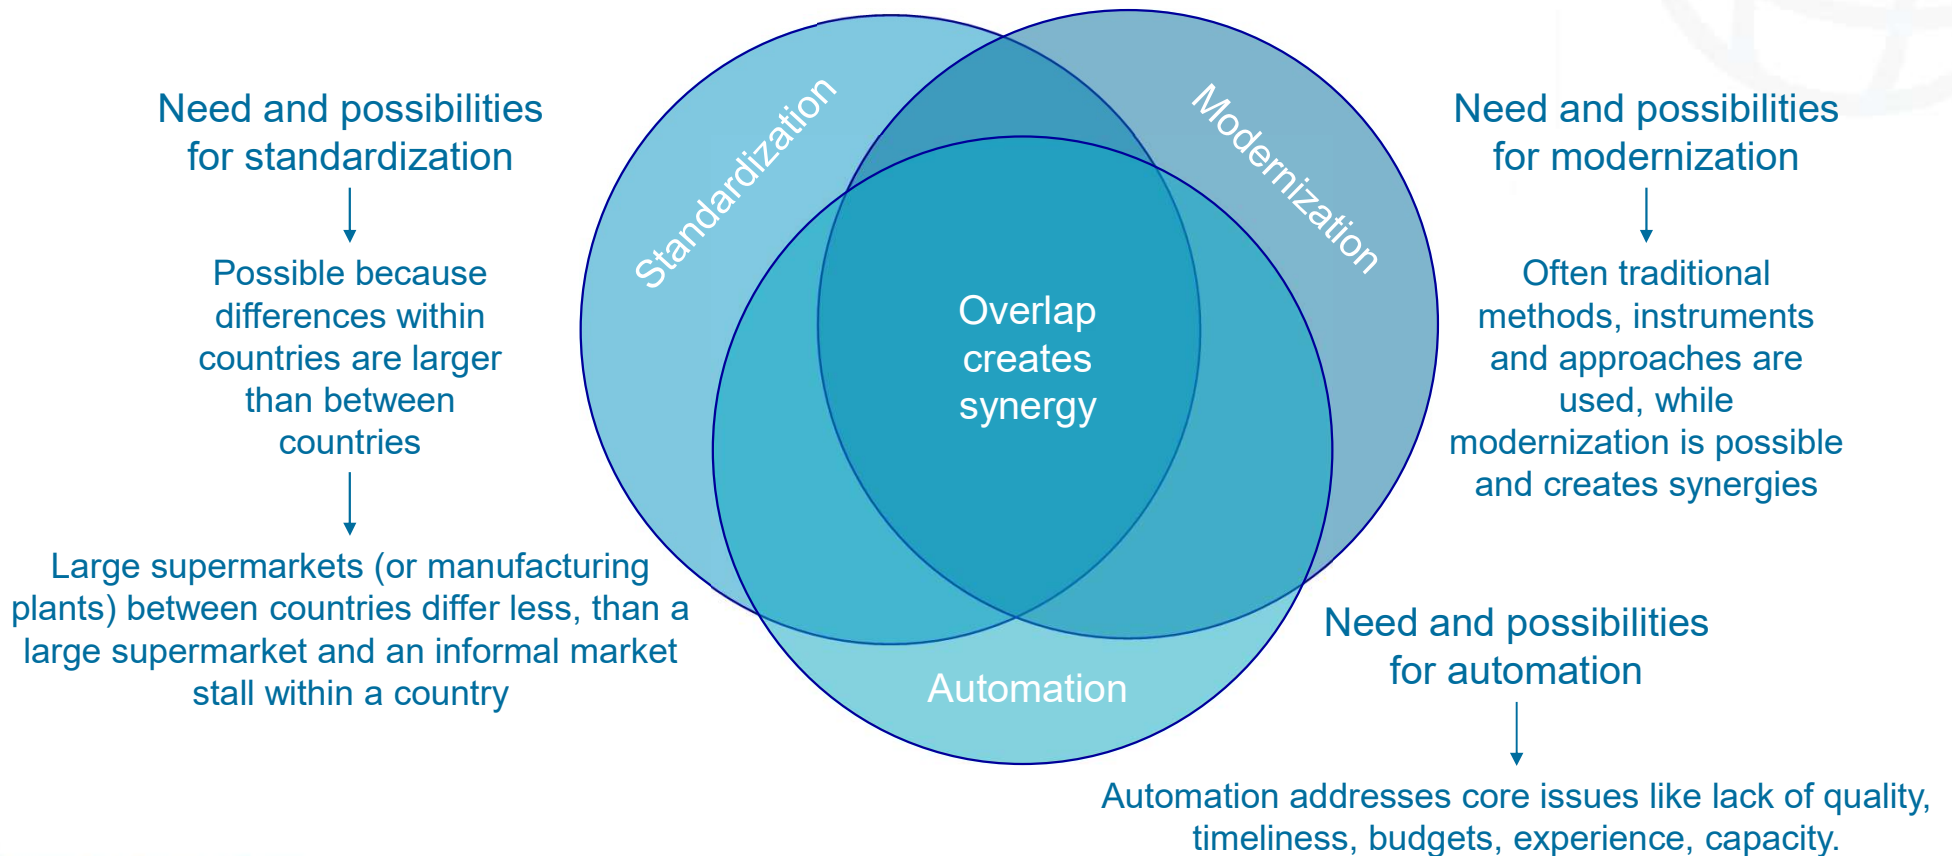 Need and possibilities
for standardization
Possible because
differences within
countries are larger
than between
countries
Large supermarkets (or manufacturing
plants) between countries differ less, than a
large supermarket and an informal market
stall within a country
Standardization
Modernization
Overlap
creates
synergy
Automation
Need and possibilities
for modernization
Often traditional
methods, instruments
and approaches are
used, while
modernization is possible
and creates synergies
Need and possibilities
for automation
Automation addresses core issues like lack of quality,
timeliness, budgets, experience, capacity.